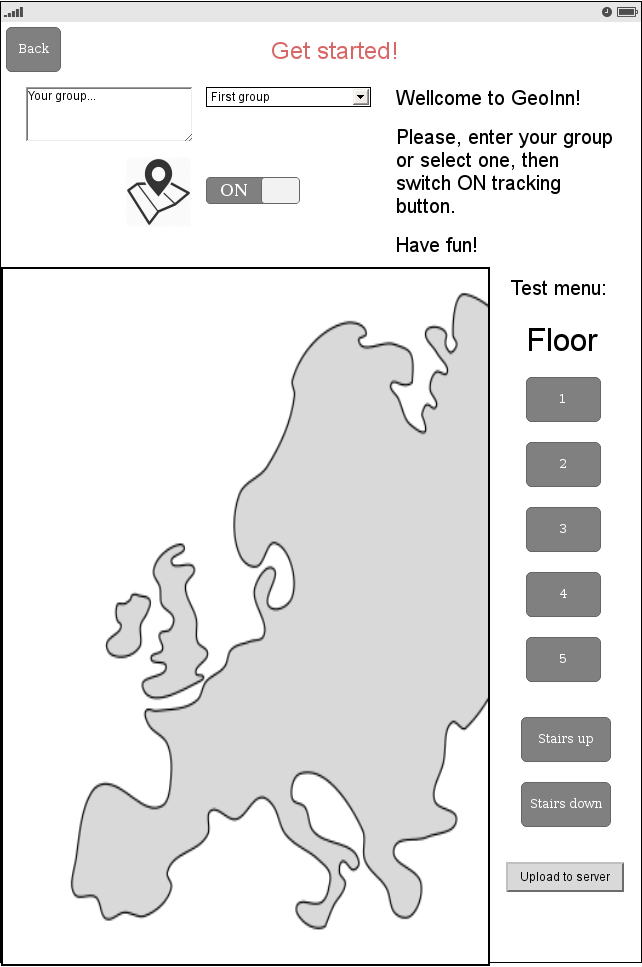 Back
Get started!
Your group...
First group
Wellcome to GeoInn!
Please, enter your group
or select one, then
switch ON tracking
button.
Have fun!
ON
Test menu:
Floor
1
2
3
4
5
Stairs up
Stairs down
Upload to server